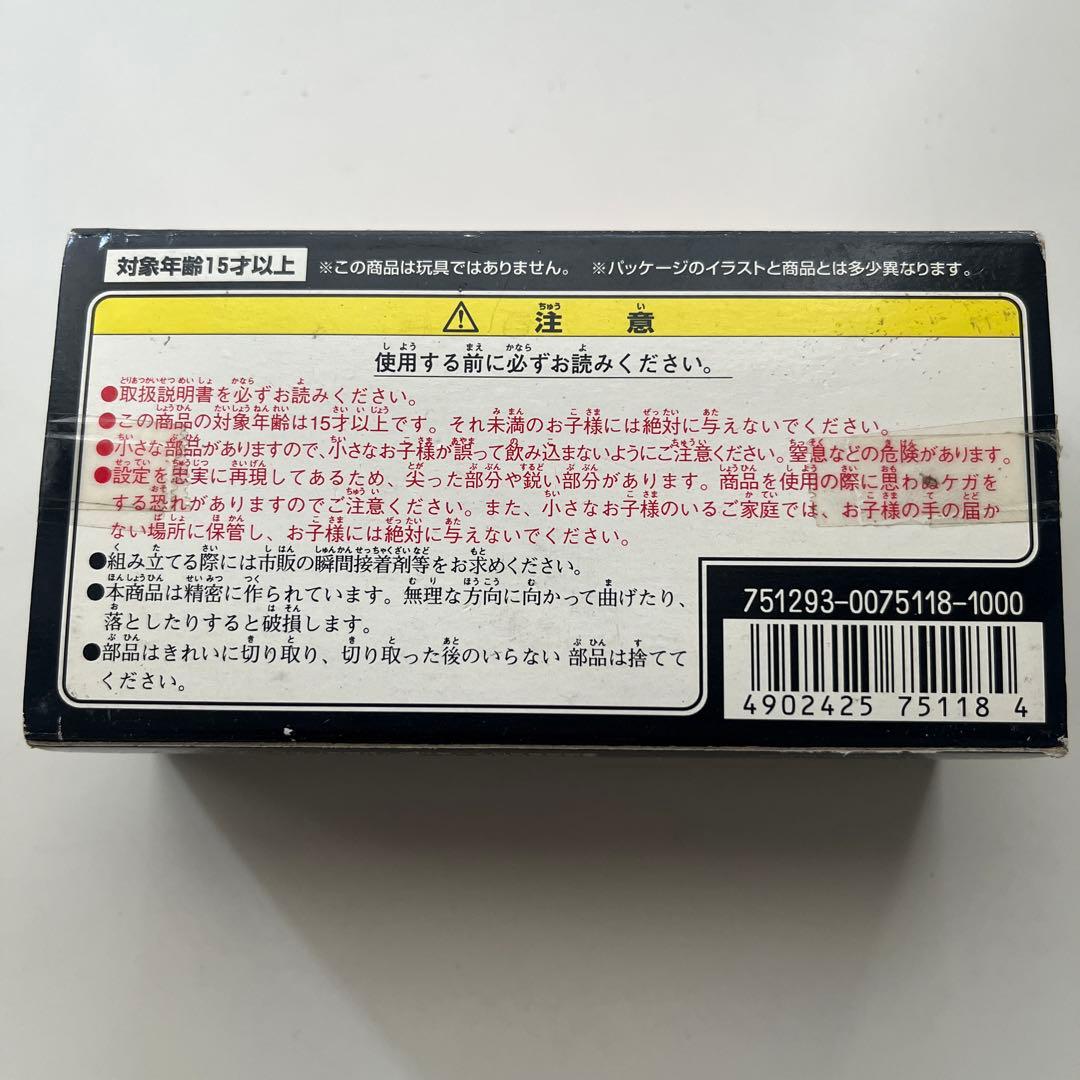 対象年齢15才以上 ※この商品は玩具ではありません。 ※パッケージのイラストと商品とは多少異なります。
⚠ 注意
使用する前に必ずお読みください。
●取扱説明書を必ずお読みください。
●この商品の対象年齢は15才以上です。それ未満のお子様には絶対に与えないでください。
●小さな部品がありますので、小さなお子様が誤って飲み込まないようにご注意ください。窒息などの危険があります。
●設定を忠実に再現してあるため、尖った部分や鋭い部分があります。商品を使用の際に思わぬケガを
する恐れがありますのでご注意ください。また、小さなお子様のいるご家庭では、お子様の手の届か
ない場所に保管し、お子様には絶対に与えないでください。
●組み立てる際には市販の瞬間接着剤等をお求めください。
●本商品は精密に作られています。無理な方向に向かって曲げたり、
落としたりすると破損します。
●部品はきれいに切り取り、切り取った後のいらない部品は捨てて
ください。
751293-0075118-1000
4902425 75118 4